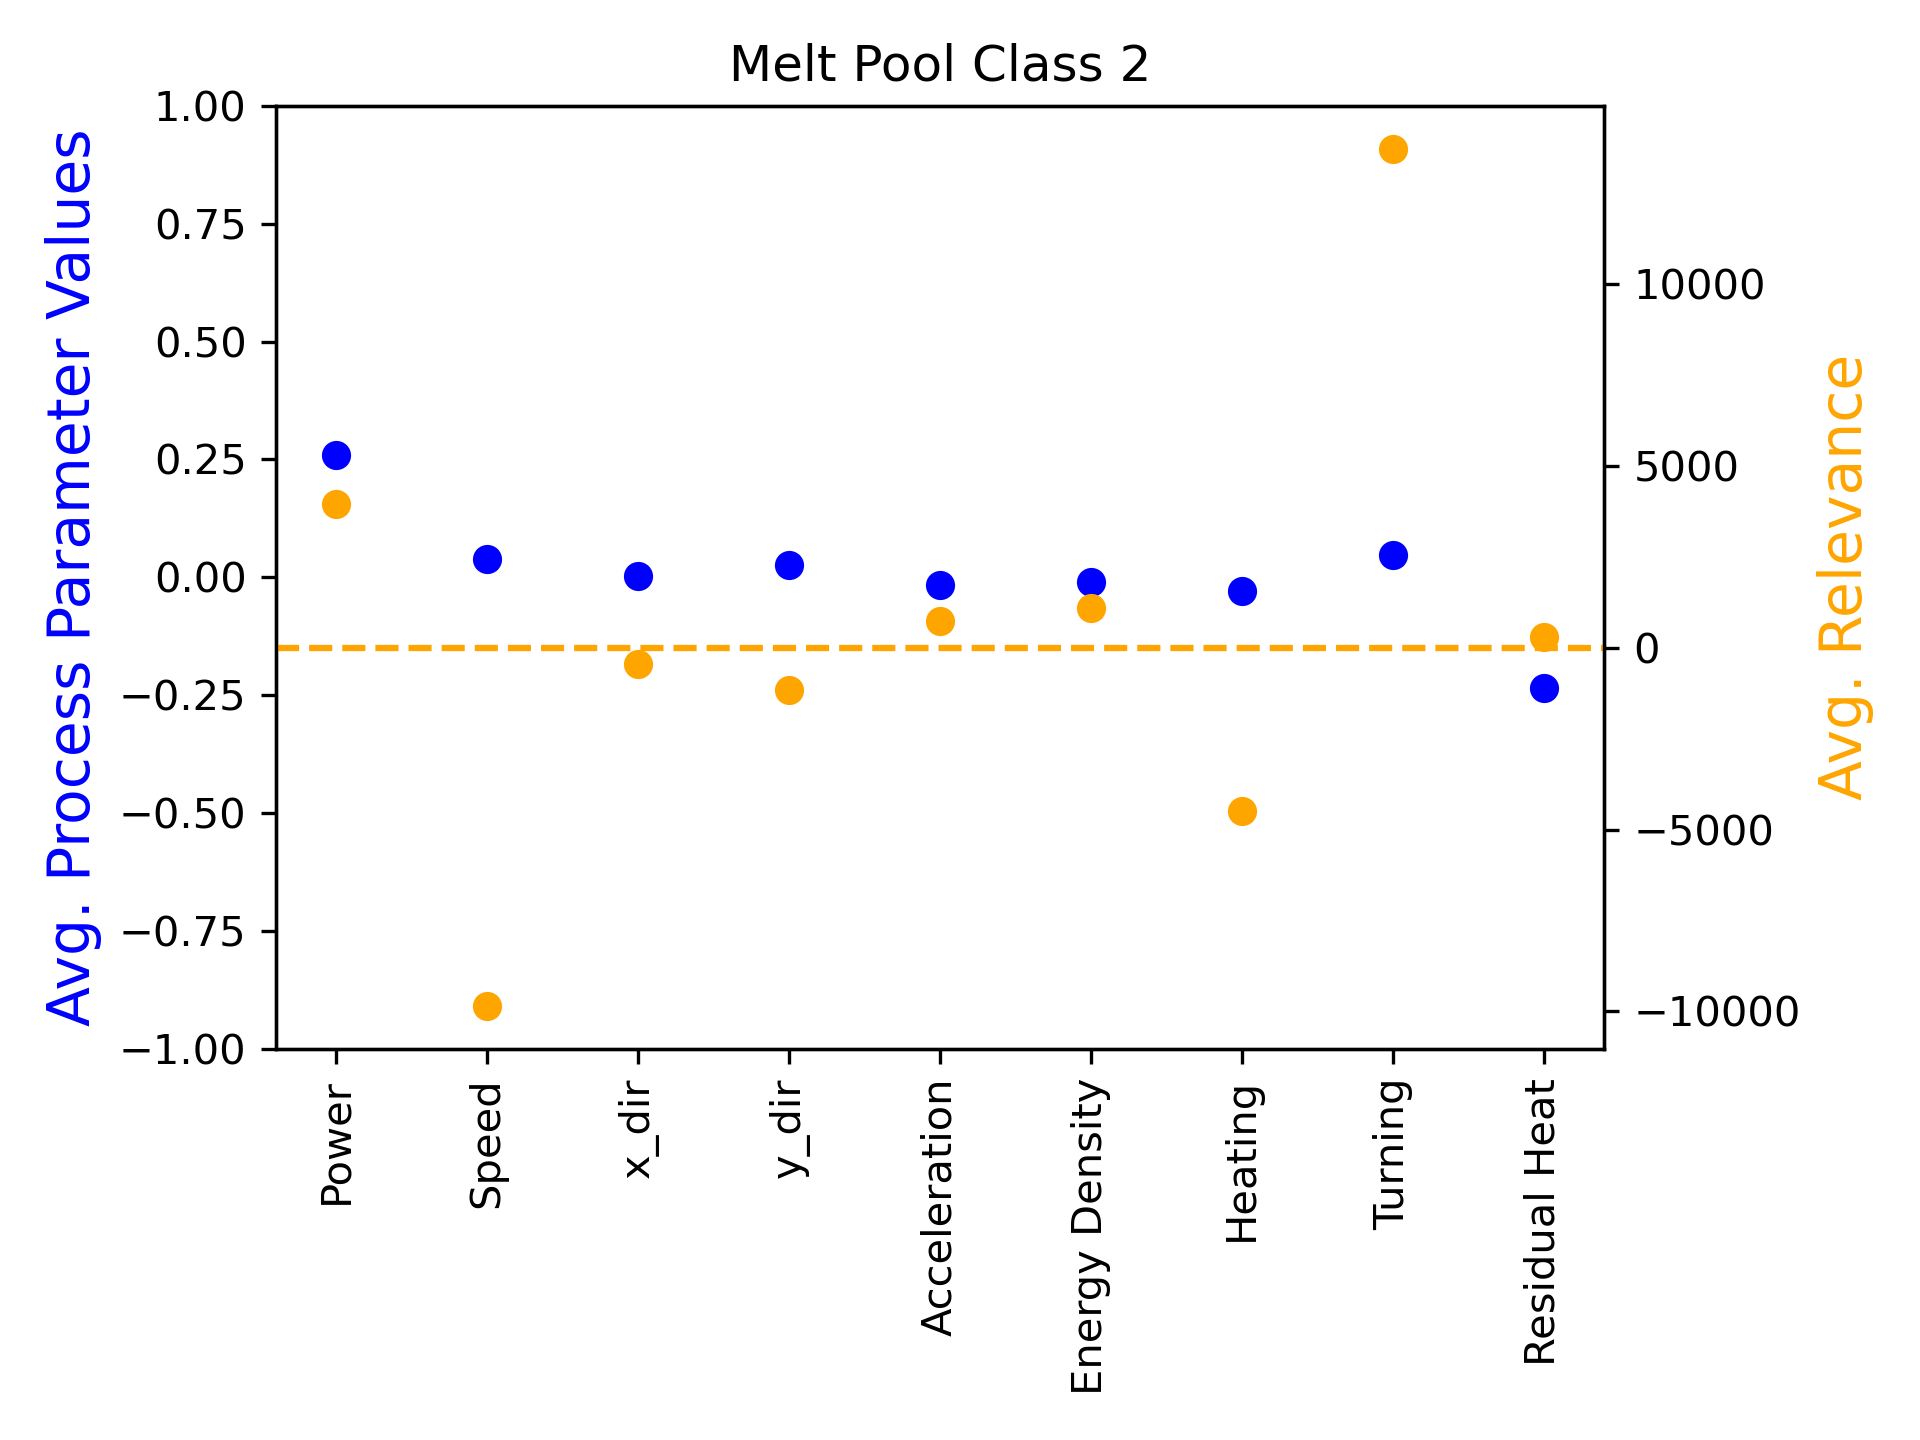 Melt Pool Class 2
Avg. Process Parameter Values
1.00
0.75
0.50
0.25
0.00
−0.25
−0.50
−0.75
−1.00
10000
5000
0
−5000
−10000
Avg. Relevance
Power
Speed
x_dir
y_dir
Acceleration
Energy Density
Heating
Turning
Residual Heat